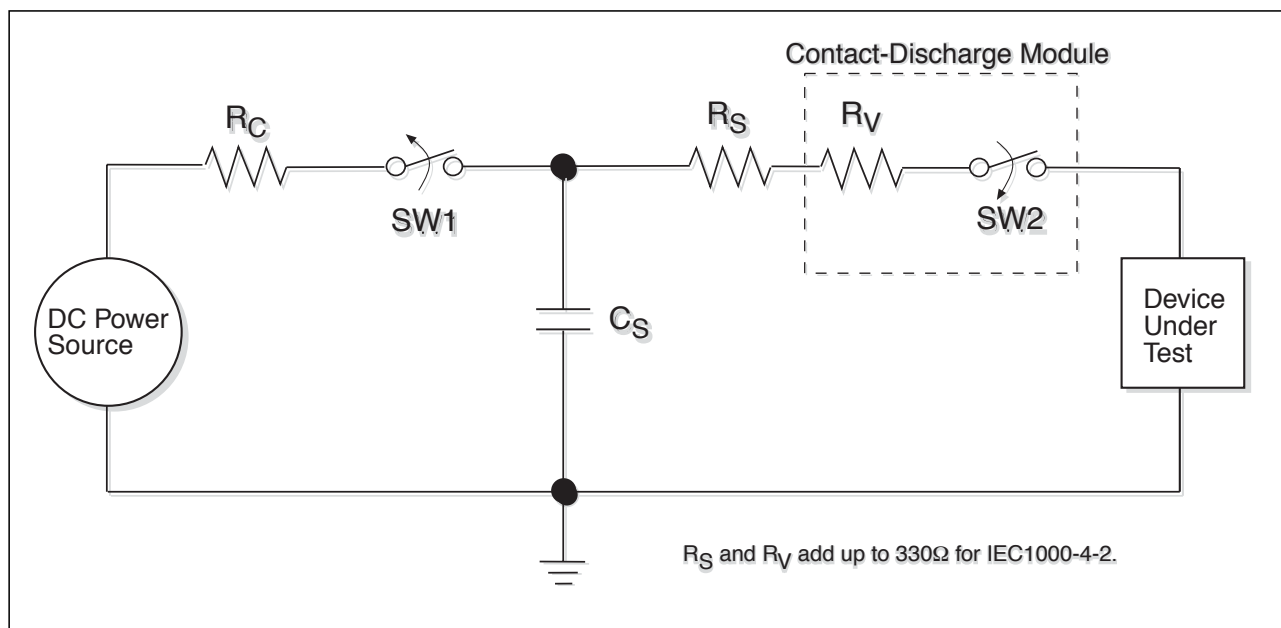 Contact-Discharge Module
RC
RS
RV
SW1
SW2
DC Power
Source
CS
Device
Under
Test
RS and RV add up to 330Ω for IEC1000-4-2.